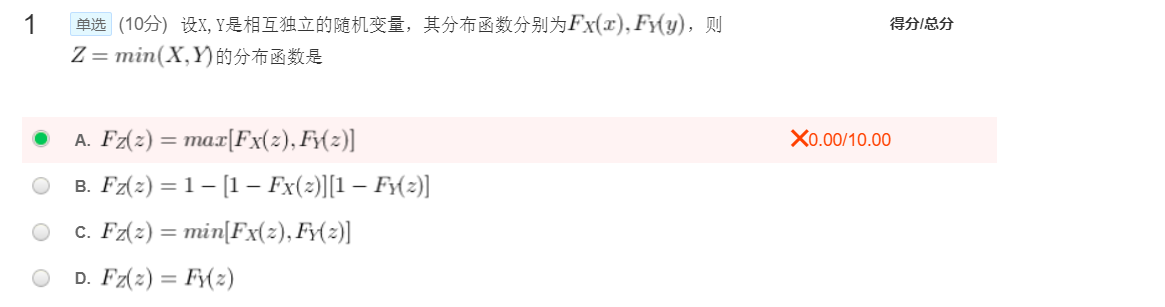 1 单选 (10分) 设X,Y是相互独立的随机变量，其分布函数分别为F_X(x), F_Y(y)，则 得分/总分
Z = min(X, Y)的分布函数是
A. F_Z(z) = max[F_X(z), F_Y(z)] ✕0.00/10.00
B. F_Z(z) = 1 − [1 − F_X(z)][1 − F_Y(z)]
C. F_Z(z) = min[F_X(z), F_Y(z)]
D. F_Z(z) = F_Y(z)